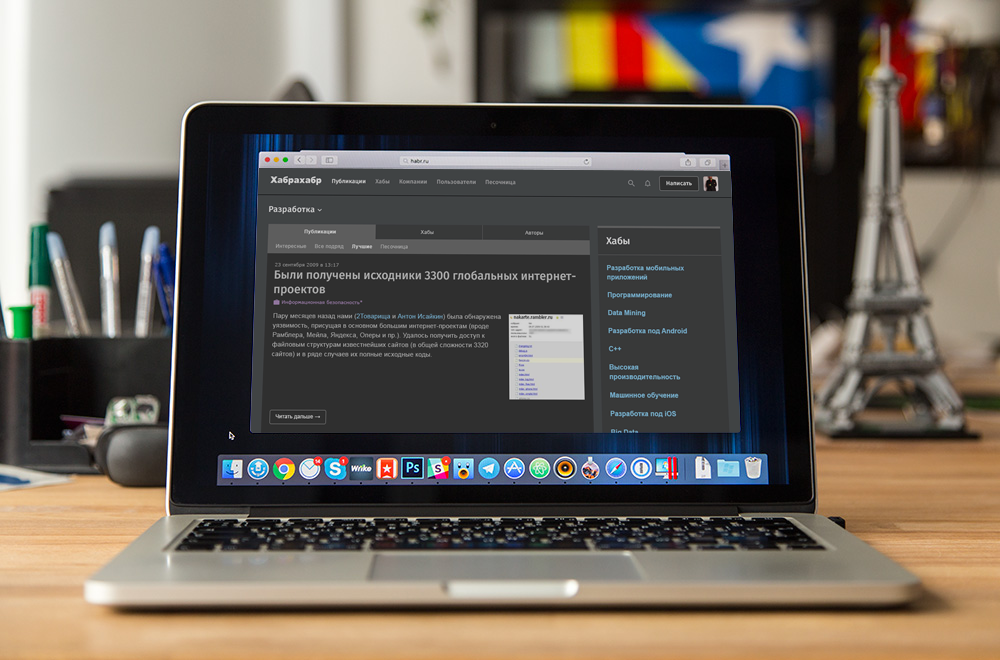 habr.ru
Хабрахабр Публикации Хабы Компании Пользователи Песочница Написать
Разработка
Публикации Хабы Авторы
Интересные Все подряд Лучшие Песочница
23 сентября 2009 в 13:17
Были получены исходники 3300 глобальных интернет-
проектов
Информационная безопасность*
Пару месяцев назад нами (2Товарища и Антон Исайкин) была обнаружена
уязвимость, присущая в основном большим интернет-проектам (вроде
Рамблера, Мейла, Яндекса, Оперы и пр.). Удалось получить доступ к
файловым структурам известнейших сайтов (в общей сложности 3320
сайтов) и в ряде случаев их полные исходные коды.
Читать дальше →
Хабы
Разработка мобильных
приложений
Программирование
Data Mining
Разработка под Android
C++
Высокая
производительность
Машинное обучение
Разработка под iOS
Big Data
Wrike
Ps